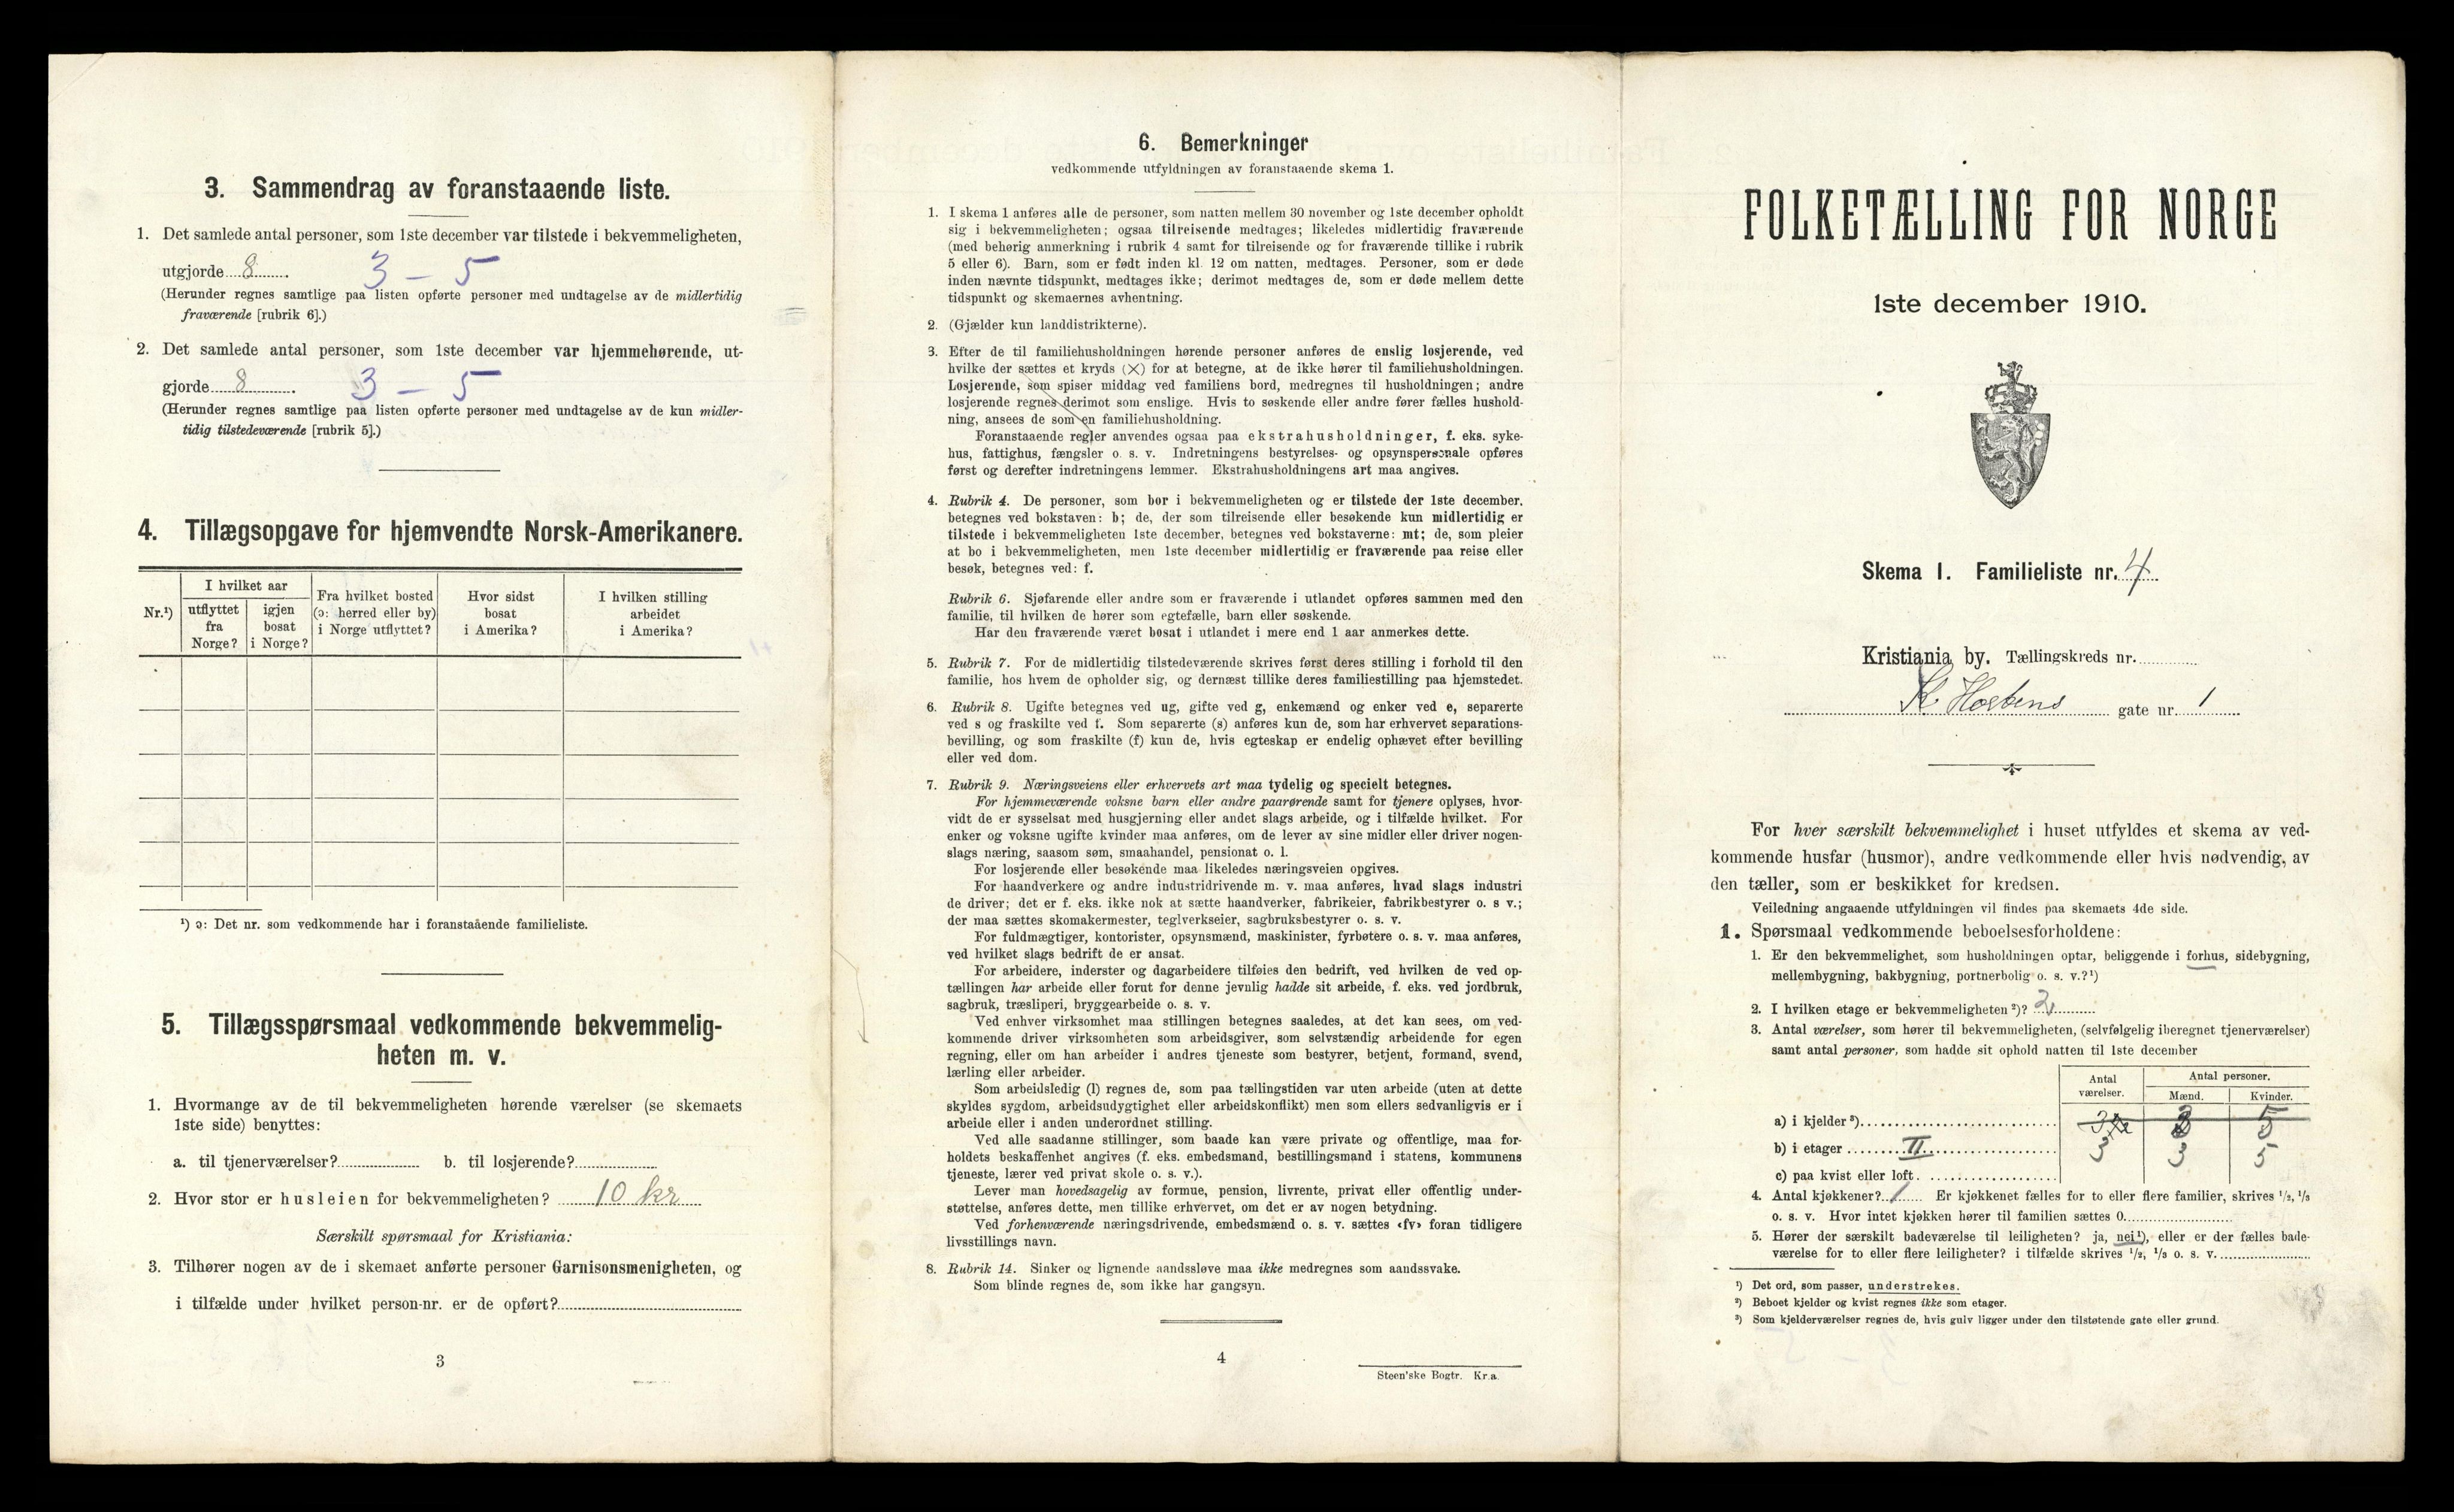 3. Sammendrag av foranstaaende liste.
1. Det samlede antal personer, som 1ste december var tilstede i bekvemmeligheten,
utgjorde 8. 3 – 5
(Herunder regnes samtlige paa listen opførte personer med undtagelse av de midlertidig
fraværende [rubrik 6].)
2. Det samlede antal personer, som 1ste december var hjemmehørende, ut-
gjorde 8. 3 – 5
(Herunder regnes samtlige paa listen opførte personer med undtagelse av de kun midler-
tidig tilstedeværende [rubrik 5].)
4. Tillægsopgave for hjemvendte Norsk-Amerikanere.
Nr.¹)
I hvilket aar
utflyttet fra Norge?
igjen bosat i Norge?
Fra hvilket bosted (ɔ: herred eller by) i Norge utflyttet?
Hvor sidst bosat i Amerika?
I hvilken stilling arbeidet i Amerika?
¹) ɔ: Det nr. som vedkommende har i foranstaaende familieliste.
5. Tillægsspørsmaal vedkommende bekvemmelig-
heten m. v.
1. Hvormange av de til bekvemmeligheten hørende værelser (se skemaets
1ste side) benyttes:
a. til tjenerværelser? b. til losjerende?
2. Hvor stor er husleien for bekvemmeligheten? 10 kr
Særskilt spørsmaal for Kristiania:
3. Tilhører nogen av de i skemaet anførte personer Garnisonsmenigheten, og
i tilfælde under hvilket person-nr. er de opført?
3
6. Bemerkninger
vedkommende utfyldningen av foranstaaende skema 1.
1. I skema 1 anføres alle de personer, som natten mellem 30 november og 1ste december opholdt
sig i bekvemmeligheten; ogsaa tilreisende medtages; likeledes midlertidig fraværende
(med behørig anmerkning i rubrik 4 samt for tilreisende og for fraværende tillike i rubrik
5 eller 6). Barn, som er født inden kl. 12 om natten, medtages. Personer, som er døde
inden nævnte tidspunkt, medtages ikke; derimot medtages de, som er døde mellem dette
tidspunkt og skemaernes avhentning.
2. (Gjælder kun landdistrikterne).
3. Efter de til familiehusholdningen hørende personer anføres de enslig losjerende, ved
hvilke der sættes et kryds (×) for at betegne, at de ikke hører til familiehusholdningen.
Losjerende, som spiser middag ved familiens bord, medregnes til husholdningen; andre
losjerende regnes derimot som enslige. Hvis to søskende eller andre fører fælles hushold-
ning, ansees de som en familiehusholdning.
Foranstaaende regler anvendes ogsaa paa ekstrahusholdninger, f. eks. syke-
hus, fattighus, fængsler o. s. v. Indretningens bestyrelses- og opsynspersonale opføres
først og derefter indretningens lemmer. Ekstrahusholdningens art maa angives.
4. Rubrik 4. De personer, som bor i bekvemmeligheten og er tilstede der 1ste december,
betegnes ved bokstaven: b; de, der som tilreisende eller besøkende kun midlertidig er
tilstede i bekvemmeligheten 1ste december, betegnes ved bokstaverne: mt; de, som pleier
at bo i bekvemmeligheten, men 1ste december midlertidig er fraværende paa reise eller
besøk, betegnes ved: f.
Rubrik 6. Sjøfarende eller andre som er fraværende i utlandet opføres sammen med den
familie, til hvilken de hører som egtefælle, barn eller søskende.
Har den fraværende været bosat i utlandet i mere end 1 aar anmerkes dette.
5. Rubrik 7. For de midlertidig tilstedeværende skrives først deres stilling i forhold til den
familie, hos hvem de opholder sig, og dernæst tillike deres familiestilling paa hjemstedet.
6. Rubrik 8. Ugifte betegnes ved ug, gifte ved g, enkemænd og enker ved e, separerte
ved s og fraskilte ved f. Som separerte (s) anføres kun de, som har erhvervet separations-
bevilling, og som fraskilte (f) kun de, hvis egteskap er endelig ophævet efter bevilling
eller ved dom.
7. Rubrik 9. Næringsveiens eller erhvervets art maa tydelig og specielt betegnes.
For hjemmeværende voksne barn eller andre paarørende samt for tjenere oplyses, hvor-
vidt de er sysselsat med husgjerning eller andet slags arbeide, og i tilfælde hvilket. For
enker og voksne ugifte kvinder maa anføres, om de lever av sine midler eller driver nogen-
slags næring, saasom søm, smaahandel, pensionat o. l.
For losjerende eller besøkende maa likeledes næringsveien opgives.
For haandverkere og andre industridrivende m. v. maa anføres, hvad slags industri
de driver; det er f. eks. ikke nok at sætte haandverker, fabrikeier, fabrikbestyrer o. s v.;
der maa sættes skomakermester, teglverkseier, sagbruksbestyrer o. s. v.
For fuldmægtiger, kontorister, opsynsmænd, maskinister, fyrbøtere o. s. v. maa anføres,
ved hvilket slags bedrift de er ansat.
For arbeidere, inderster og dagarbeidere tilføies den bedrift, ved hvilken de ved op-
tællingen har arbeide eller forut for denne jevnlig hadde sit arbeide, f. eks. ved jordbruk,
sagbruk, træsliperi, bryggearbeide o. s. v.
Ved enhver virksomhet maa stillingen betegnes saaledes, at det kan sees, om ved-
kommende driver virksomheten som arbeidsgiver, som selvstændig arbeidende for egen
regning, eller om han arbeider i andres tjeneste som bestyrer, betjent, formand, svend,
lærling eller arbeider.
Som arbeidsledig (l) regnes de, som paa tællingstiden var uten arbeide (uten at dette
skyldes sygdom, arbeidsudygtighet eller arbeidskonflikt) men som ellers sedvanligvis er i
arbeide eller i anden underordnet stilling.
Ved alle saadanne stillinger, som baade kan være private og offentlige, maa for-
holdets beskaffenhet angives (f. eks. embedsmand, bestillingsmand i statens, kommunens
tjeneste, lærer ved privat skole o. s. v.).
Lever man hovedsagelig av formue, pension, livrente, privat eller offentlig under-
støttelse, anføres dette, men tillike erhvervet, om det er av nogen betydning.
Ved forhenværende næringsdrivende, embedsmænd o. s. v. sættes «fv» foran tidligere
livsstillings navn.
8. Rubrik 14. Sinker og lignende aandssløve maa ikke medregnes som aandssvake.
Som blinde regnes de, som ikke har gangsyn.
4
Steen'ske Bogtr. Kr.a.
FOLKETÆLLING FOR NORGE
1ste december 1910.
Skema 1. Familieliste nr. 4
Kristiania by. Tællingskreds nr.
gate nr. 1
For hver særskilt bekvemmelighet i huset utfyldes et skema av ved-
kommende husfar (husmor), andre vedkommende eller hvis nødvendig, av
den tæller, som er beskikket for kredsen.
Veiledning angaaende utfyldningen vil findes paa skemaets 4de side.
1. Spørsmaal vedkommende beboelsesforholdene:
1. Er den bekvemmelighet, som husholdningen optar, beliggende i forhus, sidebygning,
mellembygning, bakbygning, portnerbolig o. s. v.?¹)
2. I hvilken etage er bekvemmeligheten ²)? 2
3. Antal værelser, som hører til bekvemmeligheten, (selvfølgelig iberegnet tjenerværelser)
samt antal personer, som hadde sit ophold natten til 1ste december
Antal værelser.
Antal personer.
Mænd. Kvinder.
a) i kjelder ³) 5
b) i etager II 3 3 5
c) paa kvist eller loft.
4. Antal kjøkkener? 1 Er kjøkkenet fælles for to eller flere familier, skrives 1/2, 1/3
o. s. v. Hvor intet kjøkken hører til familien sættes 0.
5. Hører der særskilt badeværelse til leiligheten? ja, nei ¹), eller er der fælles bade-
værelse for to eller flere leiligheter? i tilfælde skrives 1/2, 1/3 o. s. v.
¹) Det ord, som passer, understrekes.
²) Beboet kjelder og kvist regnes ikke som etager.
³) Som kjelderværelser regnes de, hvis gulv ligger under den tilstøtende gate eller grund.